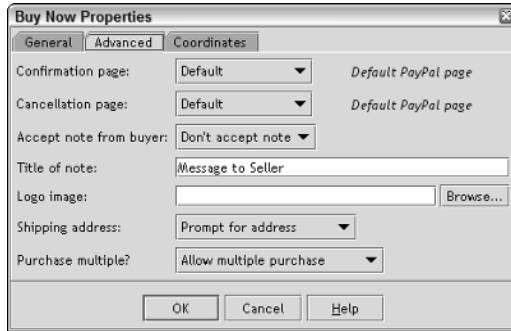 Buy Now Properties
General Advanced Coordinates
Confirmation page: Default Default PayPal page
Cancellation page: Default Default PayPal page
Accept note from buyer: Don't accept note
Title of note: Message to Seller
Logo image: Browse...
Shipping address: Prompt for address
Purchase multiple? Allow multiple purchase
OK Cancel Help